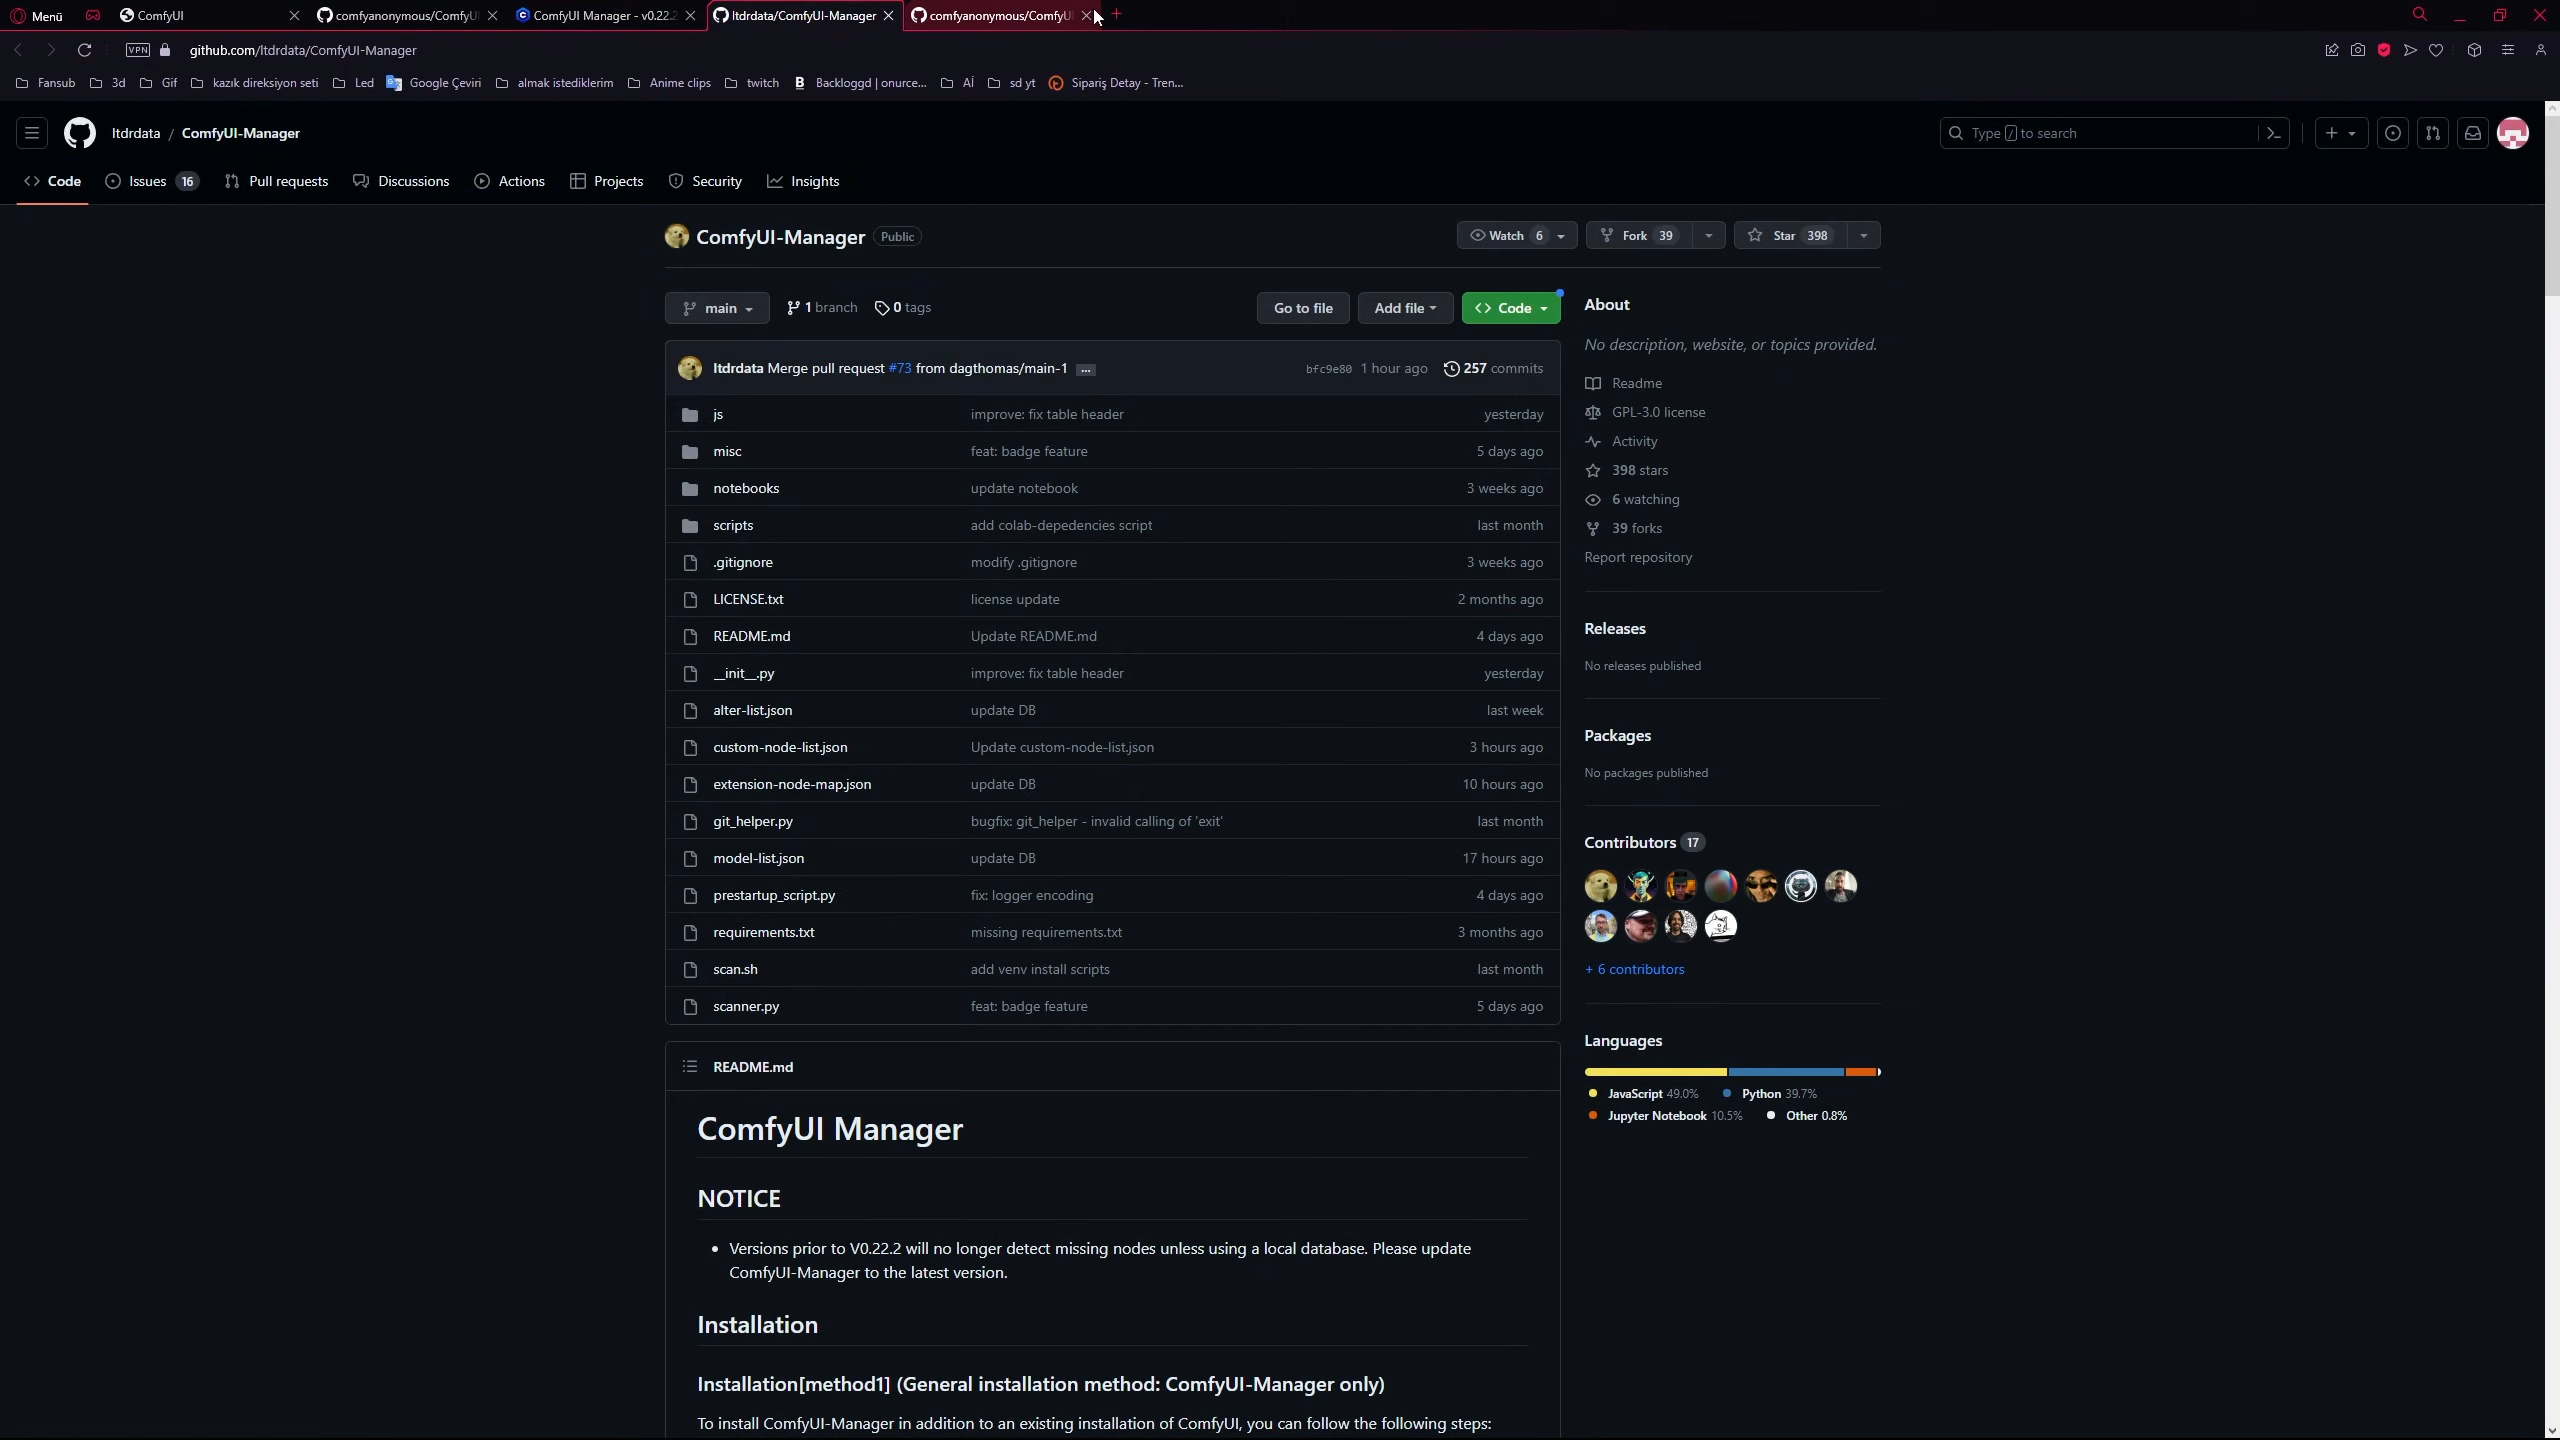 Menü
ComfyUI
comfyanonymous/ComfyUI
ComfyUI Manager - v0.22.2
ltdrdata/ComfyUI-Manager
comfyanonymous/ComfyUI
VPN
github.com/ltdrdata/ComfyUI-Manager
Fansub
3d
Gif
kazık direksiyon seti
Led
Google Çeviri
almak istediklerim
Anime clips
twitch
B Backloggd | onurce...
Aİ
sd yt
Sipariş Detay - Tren...
ltdrdata / ComfyUI-Manager
Type / to search
Code
Issues 16
Pull requests
Discussions
Actions
Projects
Security
Insights
ComfyUI-Manager Public
Watch 6
Fork 39
Star 398
main
1 branch
0 tags
Go to file
Add file
Code
ltdrdata Merge pull request #73 from dagthomas/main-1 ... bfc9e80 1 hour ago 257 commits
js improve: fix table header yesterday
misc feat: badge feature 5 days ago
notebooks update notebook 3 weeks ago
scripts add colab-depedencies script last month
.gitignore modify .gitignore 3 weeks ago
LICENSE.txt license update 2 months ago
README.md Update README.md 4 days ago
__init__.py improve: fix table header yesterday
alter-list.json update DB last week
custom-node-list.json Update custom-node-list.json 3 hours ago
extension-node-map.json update DB 10 hours ago
git_helper.py bugfix: git_helper - invalid calling of 'exit' last month
model-list.json update DB 17 hours ago
prestartup_script.py fix: logger encoding 4 days ago
requirements.txt missing requirements.txt 3 months ago
scan.sh add venv install scripts last month
scanner.py feat: badge feature 5 days ago
README.md
ComfyUI Manager
NOTICE
• Versions prior to V0.22.2 will no longer detect missing nodes unless using a local database. Please update
ComfyUI-Manager to the latest version.
Installation
Installation[method1] (General installation method: ComfyUI-Manager only)
To install ComfyUI-Manager in addition to an existing installation of ComfyUI, you can follow the following steps:
About
No description, website, or topics provided.
Readme
GPL-3.0 license
Activity
398 stars
6 watching
39 forks
Report repository
Releases
No releases published
Packages
No packages published
Contributors 17
+ 6 contributors
Languages
JavaScript 49.0% Python 39.7%
Jupyter Notebook 10.5% Other 0.8%